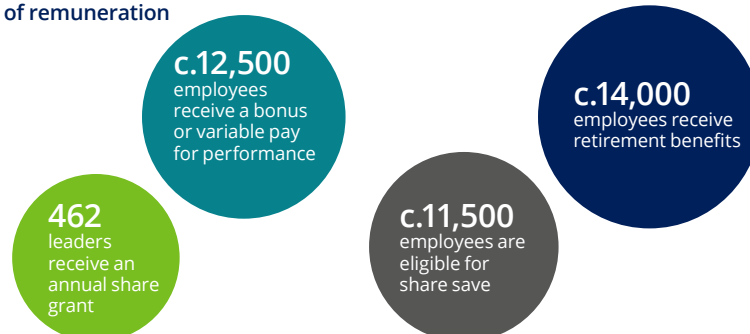 of remuneration
c.12,500
employees
receive a bonus
or variable pay
for performance
c.14,000
employees receive
retirement benefits
462
leaders
receive an
annual share
grant
c.11,500
employees are
eligible for
share save